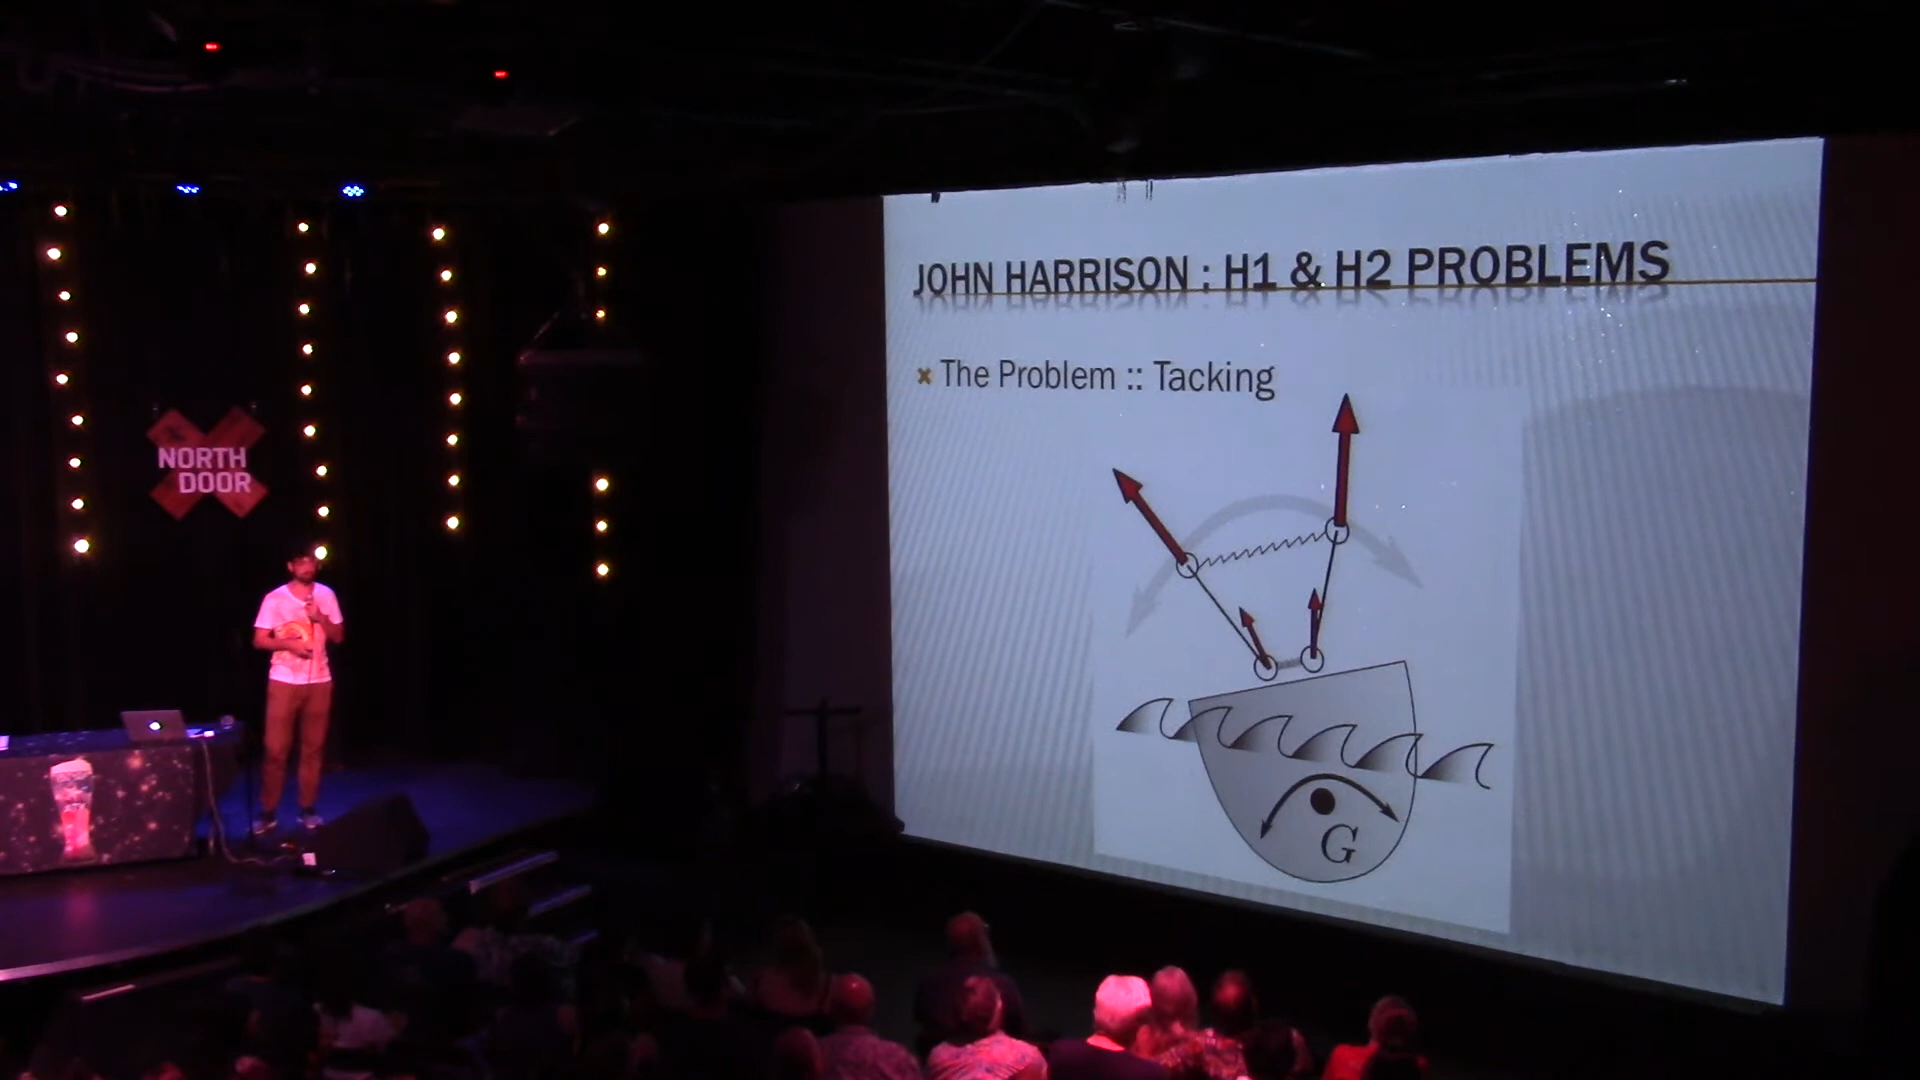 NORTH
DOOR
JOHN HARRISON : H1 & H2 PROBLEMS
The Problem :: Tacking
G